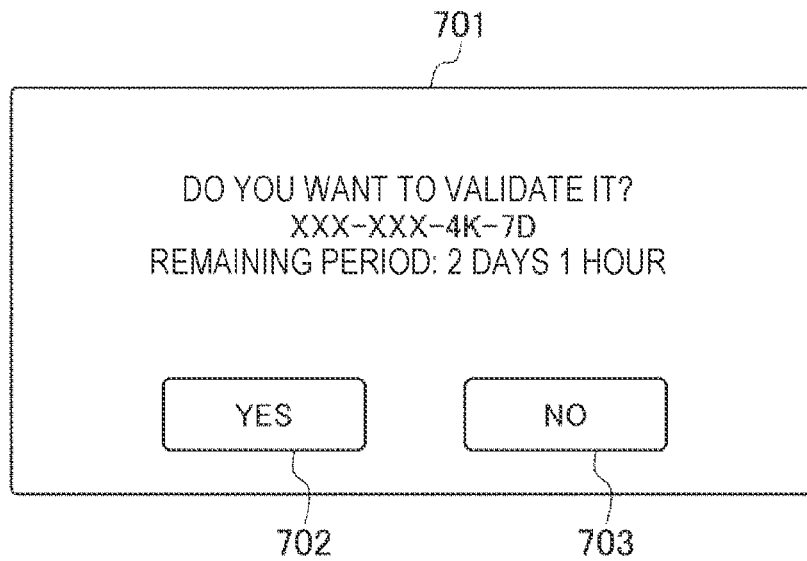 701
DO YOU WANT TO VALIDATE IT?
XXX-XXX-4K-7D
REMAINING PERIOD: 2 DAYS 1 HOUR
YES
NO
702
703